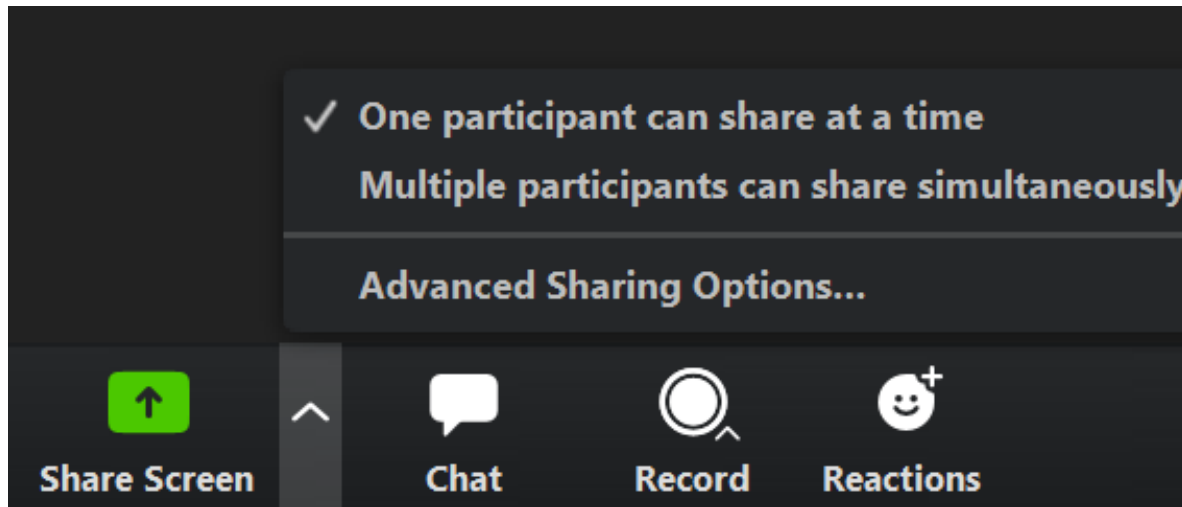 One participant can share at a time
Multiple participants can share simultaneously
Advanced Sharing Options...
Share Screen
Chat
Record
Reactions